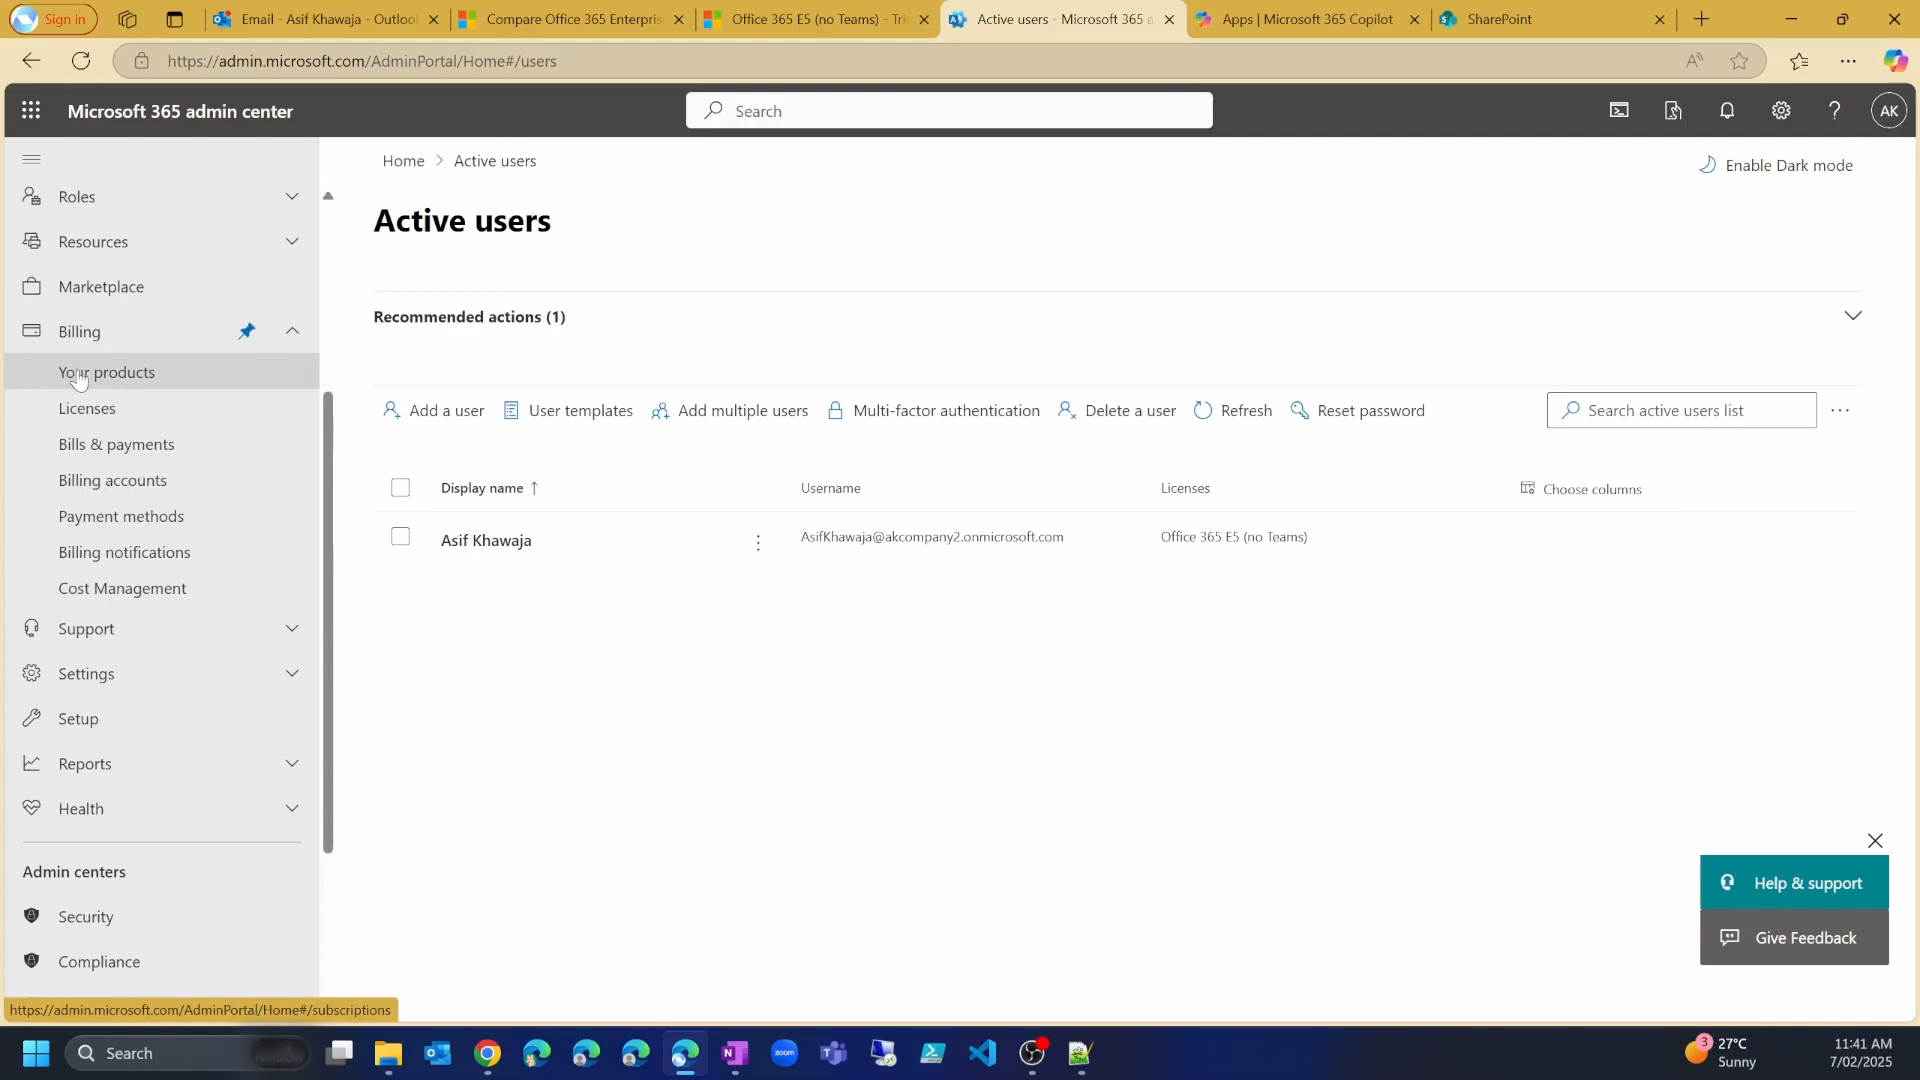 Sign in
Email - Asif Khawaja - Outloo
Compare Office 365 Enterpris
Office 365 E5 (no Teams) - Tri
Active users - Microsoft 365 a
Apps | Microsoft 365 Copilot
SharePoint
https://admin.microsoft.com/AdminPortal/Home#/users
Microsoft 365 admin center
Search
AK
Home > Active users
Enable Dark mode
Active users
Recommended actions (1)
Add a user
User templates
Add multiple users
Multi-factor authentication
Delete a user
Refresh
Reset password
Search active users list
Display name ↑
Username
Licenses
Choose columns
Asif Khawaja
AsifKhawaja@akcompany2.onmicrosoft.com
Office 365 E5 (no Teams)
Roles
Resources
Marketplace
Billing
Your products
Licenses
Bills & payments
Billing accounts
Payment methods
Billing notifications
Cost Management
Support
Settings
Setup
Reports
Health
Admin centers
Security
Compliance
Help & support
Give Feedback
https://admin.microsoft.com/AdminPortal/Home#/subscriptions
Search
zoom
3
27°C
Sunny
11:41 AM
7/02/2025